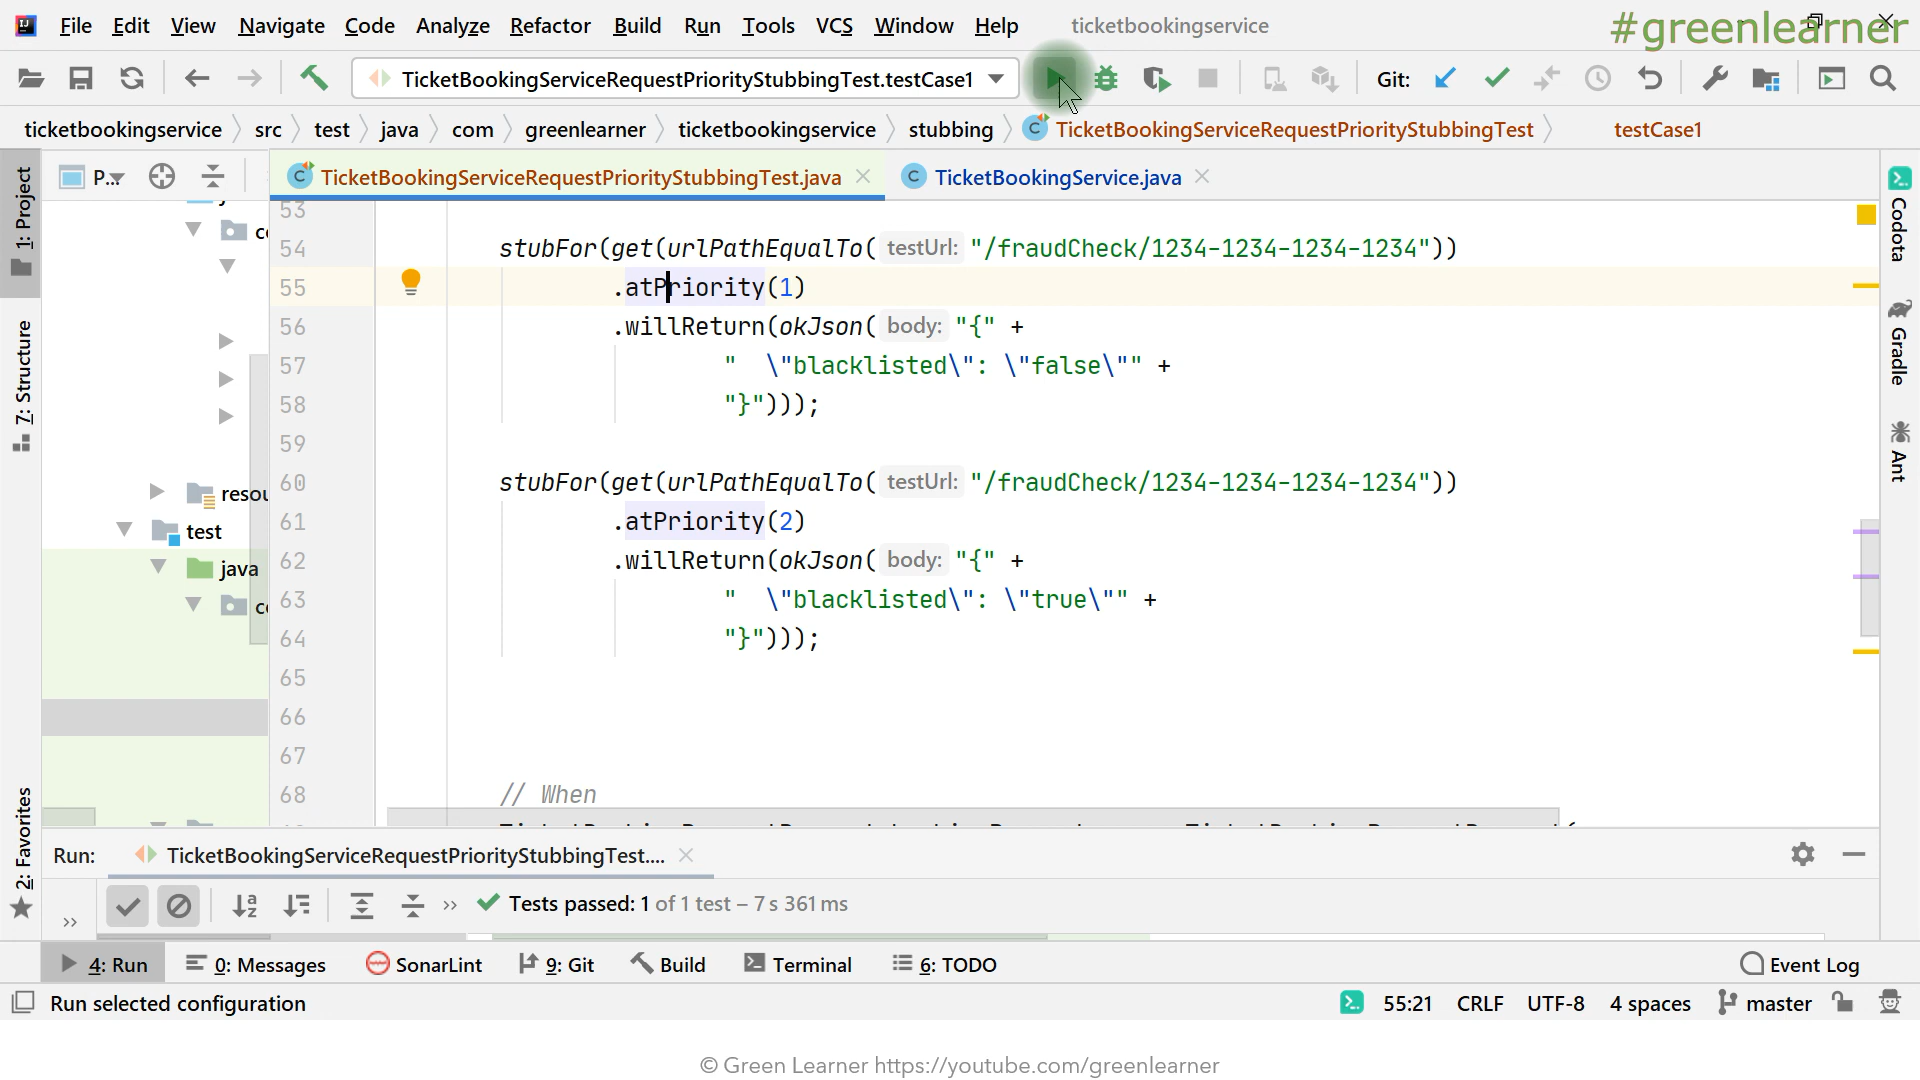 File Edit View Navigate Code Analyze Refactor Build Run Tools VCS Window Help ticketbookingservice #greenlearner
TicketBookingServiceRequestPriorityStubbingTest.testCase1 Git:
ticketbookingservice src test java com greenlearner ticketbookingservice stubbing TicketBookingServiceRequestPriorityStubbingTest testCase1
1: Project P... TicketBookingServiceRequestPriorityStubbingTest.java TicketBookingService.java
53
54 stubFor(get(urlPathEqualTo( testUrl: "/fraudCheck/1234-1234-1234-1234"))
55 .atPriority(1)
56 .willReturn(okJson( body: "{" +
57 " \"blacklisted\": \"false\"" +
58 "}")));
59
60 stubFor(get(urlPathEqualTo( testUrl: "/fraudCheck/1234-1234-1234-1234"))
61 .atPriority(2)
62 .willReturn(okJson( body: "{" +
63 " \"blacklisted\": \"true\"" +
64 "}")));
65
66
67
68 // When
test
java
7: Structure
2: Favorites
Codota
Gradle
Ant
Run: TicketBookingServiceRequestPriorityStubbingTest....
Tests passed: 1 of 1 test – 7 s 361 ms
4: Run 0: Messages SonarLint 9: Git Build Terminal 6: TODO Event Log
Run selected configuration 55:21 CRLF UTF-8 4 spaces master
© Green Learner https://youtube.com/greenlearner